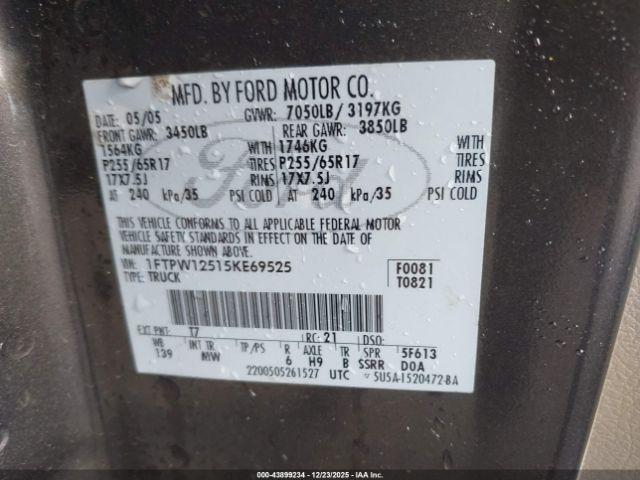 MFD. BY FORD MOTOR CO.
DATE: 05/05 GVWR: 7050LB/ 3197KG
FRONT GAWR: 3450LB REAR GAWR: 3850LB
1564KG WITH 1746KG WITH
P255/65R17 TIRES P255/65R17 TIRES
17X7.5J RIMS 17X7.5J RIMS
AT 240 kPa/35 PSI COLD AT 240 kPa/35 PSI COLD
THIS VEHICLE CONFORMS TO ALL APPLICABLE FEDERAL MOTOR
VEHICLE SAFETY STANDARDS IN EFFECT ON THE DATE OF
MANUFACTURE SHOWN ABOVE.
VIN: 1FTPW12515KE69525 F0081
TYPE: TRUCK T0821
EXT PNT: T7 RC: 21 DSO:
WB INT TR TP/PS R AXLE TR SPR 5F613
139 MW 6 H9 B SSRR D0A
2200505261527 UTC 5U5A-1520472-BA
Ford
000-43899234 - 12/23/2025 - IAA Inc.